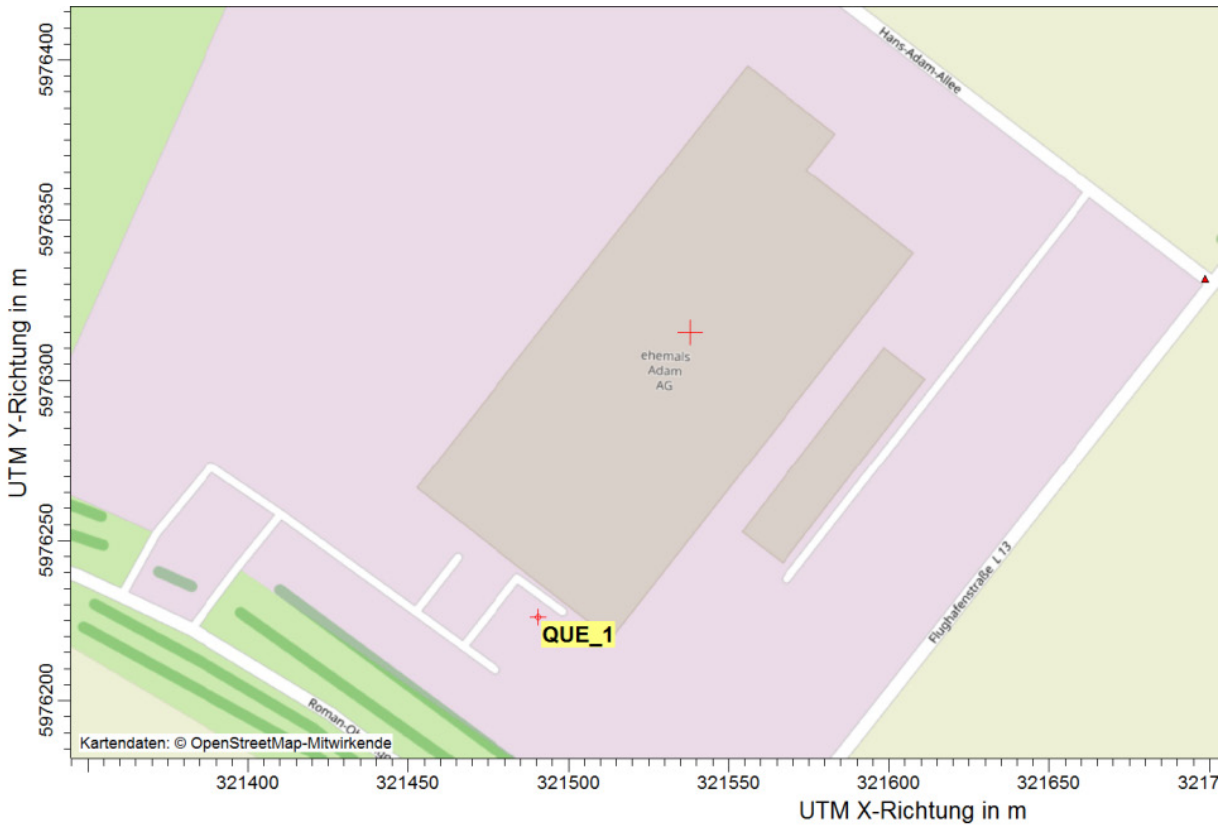 UTM Y-Richtung in m
5976400
5976350
5976300
5976250
5976200
Hans-Adam-Allee
ehemals
Adam
AG
Flughafenstraße L 13
QUE_1
Kartendaten: © OpenStreetMap-Mitwirkende
321400
321450
321500
321550
321600
321650
UTM X-Richtung in m